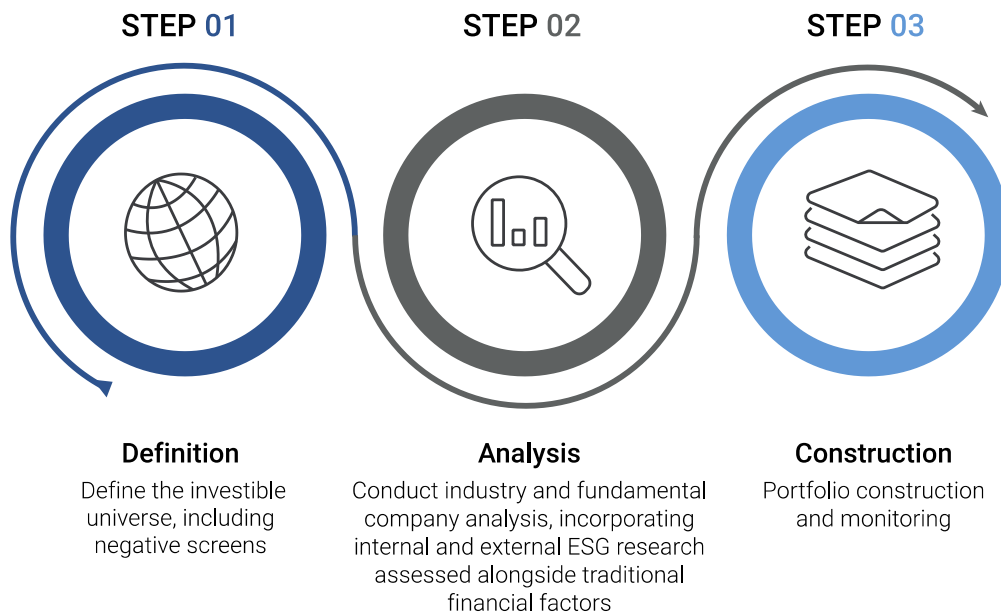 STEP 01
STEP 02
STEP 03
Definition
Define the investible
universe, including
negative screens
Analysis
Conduct industry and fundamental
company analysis, incorporating
internal and external ESG research
assessed alongside traditional
financial factors
Construction
Portfolio construction
and monitoring